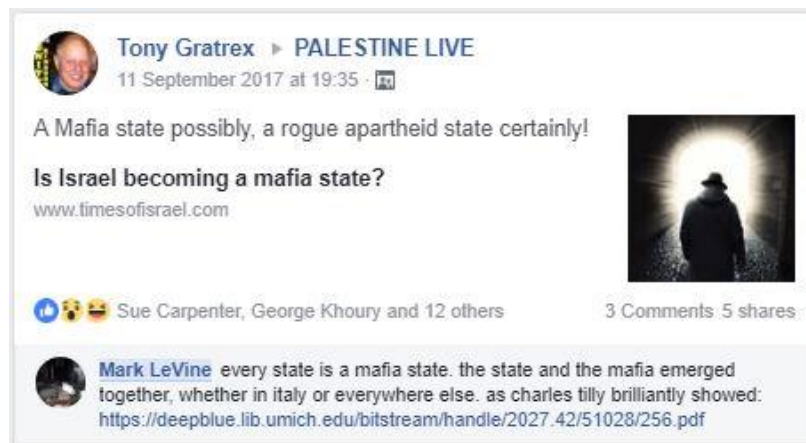 Tony Gratrex ▸ PALESTINE LIVE
11 September 2017 at 19:35 ·
A Mafia state possibly, a rogue apartheid state certainly!
Is Israel becoming a mafia state?
www.timesofisrael.com
Sue Carpenter, George Khoury and 12 others 3 Comments 5 shares
Mark LeVine every state is a mafia state. the state and the mafia emerged
together, whether in italy or everywhere else. as charles tilly brilliantly showed:
https://deepblue.lib.umich.edu/bitstream/handle/2027.42/51028/256.pdf